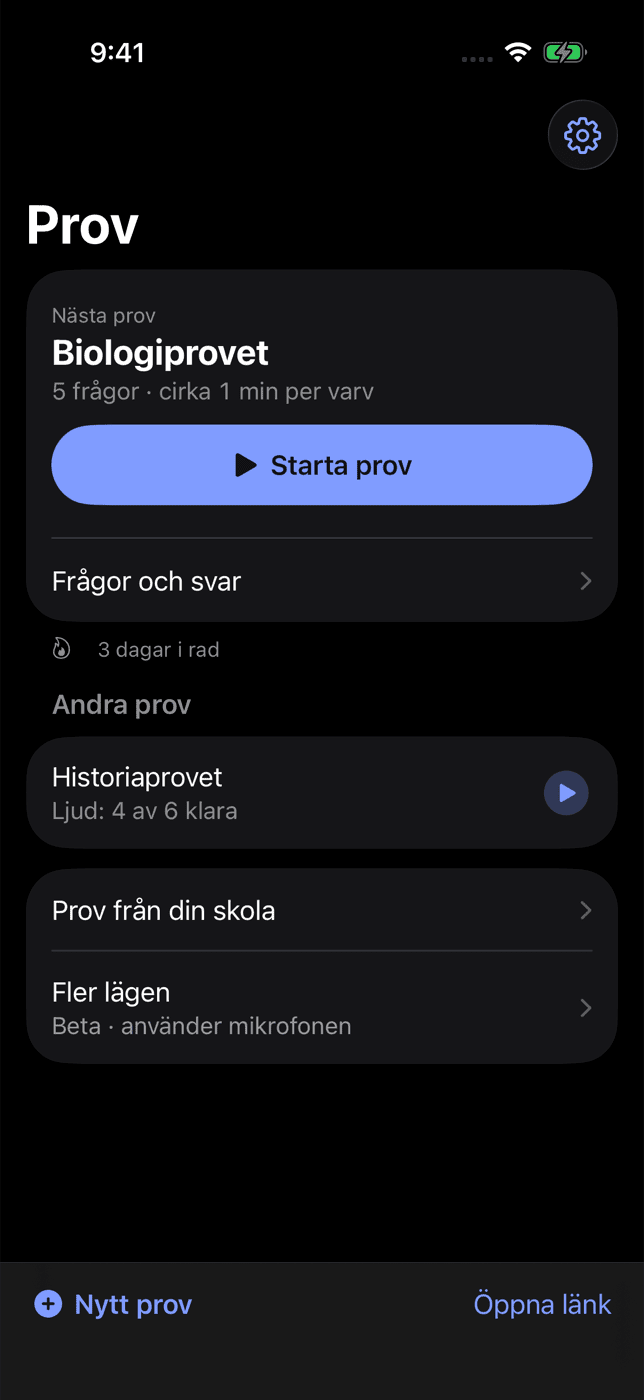 9:41
Prov
Nästa prov
Biologiprovet
5 frågor · cirka 1 min per varv
Starta prov
Frågor och svar
3 dagar i rad
Andra prov
Historiaprovet
Ljud: 4 av 6 klara
Prov från din skola
Fler lägen
Beta · använder mikrofonen
Nytt prov
Öppna länk